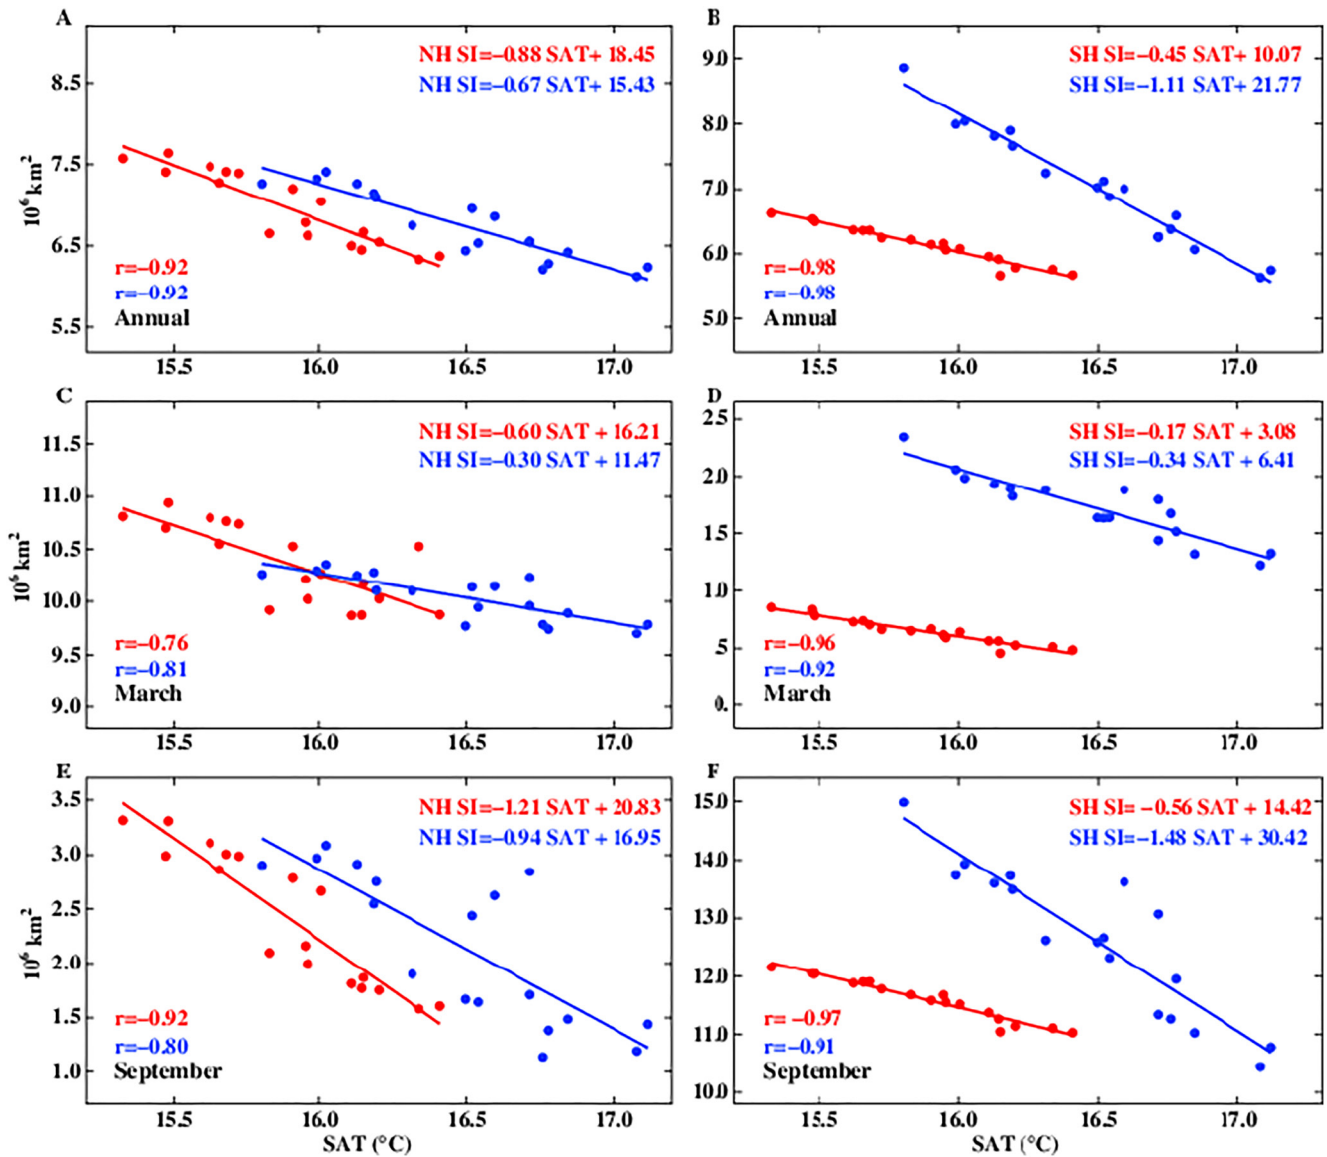 A
NH SI=−0.88 SAT+ 18.45
NH SI=−0.67 SAT+ 15.43
8.5
7.5
6.5
5.5
10⁶ km²
r=−0.92
r=−0.92
Annual
15.5 16.0 16.5 17.0
B
SH SI=−0.45 SAT+ 10.07
SH SI=−1.11 SAT+ 21.77
9.0
8.0
7.0
6.0
5.0
r=−0.98
r=−0.98
Annual
15.5 16.0 16.5 17.0
C
NH SI=−0.60 SAT + 16.21
NH SI=−0.30 SAT + 11.47
11.5
11.0
10.5
10.0
9.5
9.0
10⁶ km²
r=−0.76
r=−0.81
March
15.5 16.0 16.5 17.0
D
SH SI=−0.17 SAT + 3.08
SH SI=−0.34 SAT + 6.41
2.5
2.0
1.5
1.0
.5
0.
r=−0.96
r=−0.92
March
15.5 16.0 16.5 17.0
E
NH SI=−1.21 SAT + 20.83
NH SI=−0.94 SAT + 16.95
3.5
3.0
2.5
2.0
1.5
1.0
10⁶ km²
r=−0.92
r=−0.80
September
15.5 16.0 16.5 17.0
SAT (°C)
F
SH SI= −0.56 SAT + 14.42
SH SI=−1.48 SAT + 30.42
15.0
14.0
13.0
12.0
11.0
10.0
r= −0.97
r=−0.91
September
15.5 16.0 16.5 17.0
SAT (°C)